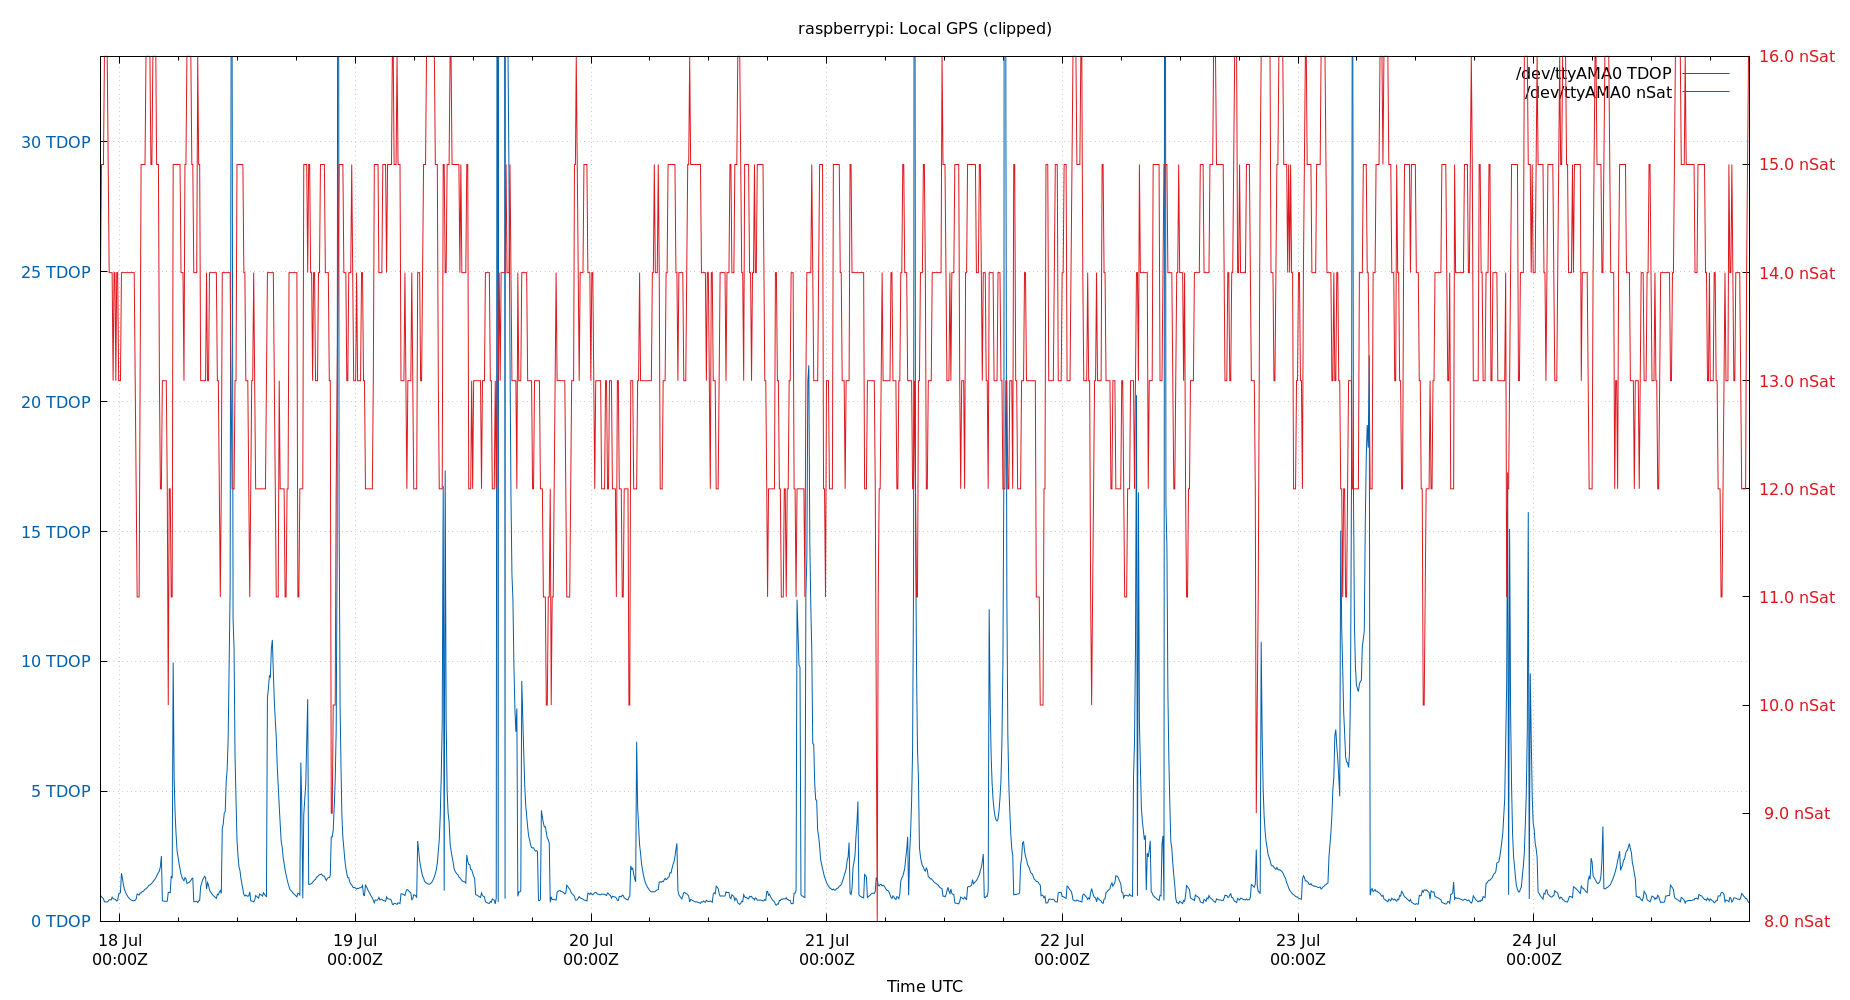 raspberrypi: Local GPS (clipped)
/dev/ttyAMA0 TDOP
/dev/ttyAMA0 nSat
30 TDOP
25 TDOP
20 TDOP
15 TDOP
10 TDOP
5 TDOP
0 TDOP
16.0 nSat
15.0 nSat
14.0 nSat
13.0 nSat
12.0 nSat
11.0 nSat
10.0 nSat
9.0 nSat
8.0 nSat
18 Jul
00:00Z
19 Jul
00:00Z
20 Jul
00:00Z
21 Jul
00:00Z
22 Jul
00:00Z
23 Jul
00:00Z
24 Jul
00:00Z
Time UTC